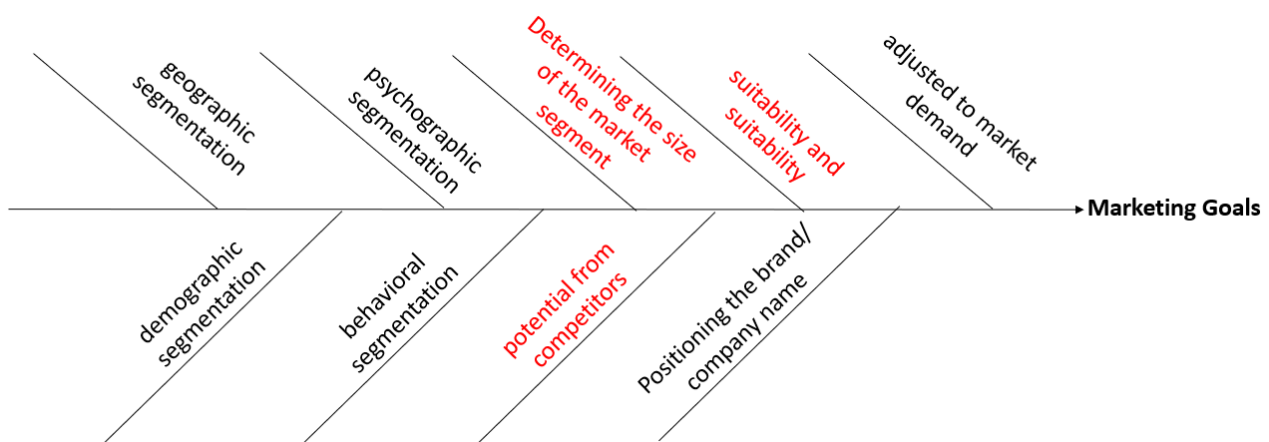 geographic
segmentation
psychographic
segmentation
Determining the size
of the market
segment
suitability and
suitability
adjusted to market
demand
Marketing Goals
demographic
segmentation
behavioral
segmentation
potential from
competitors
Positioning the brand/
company name